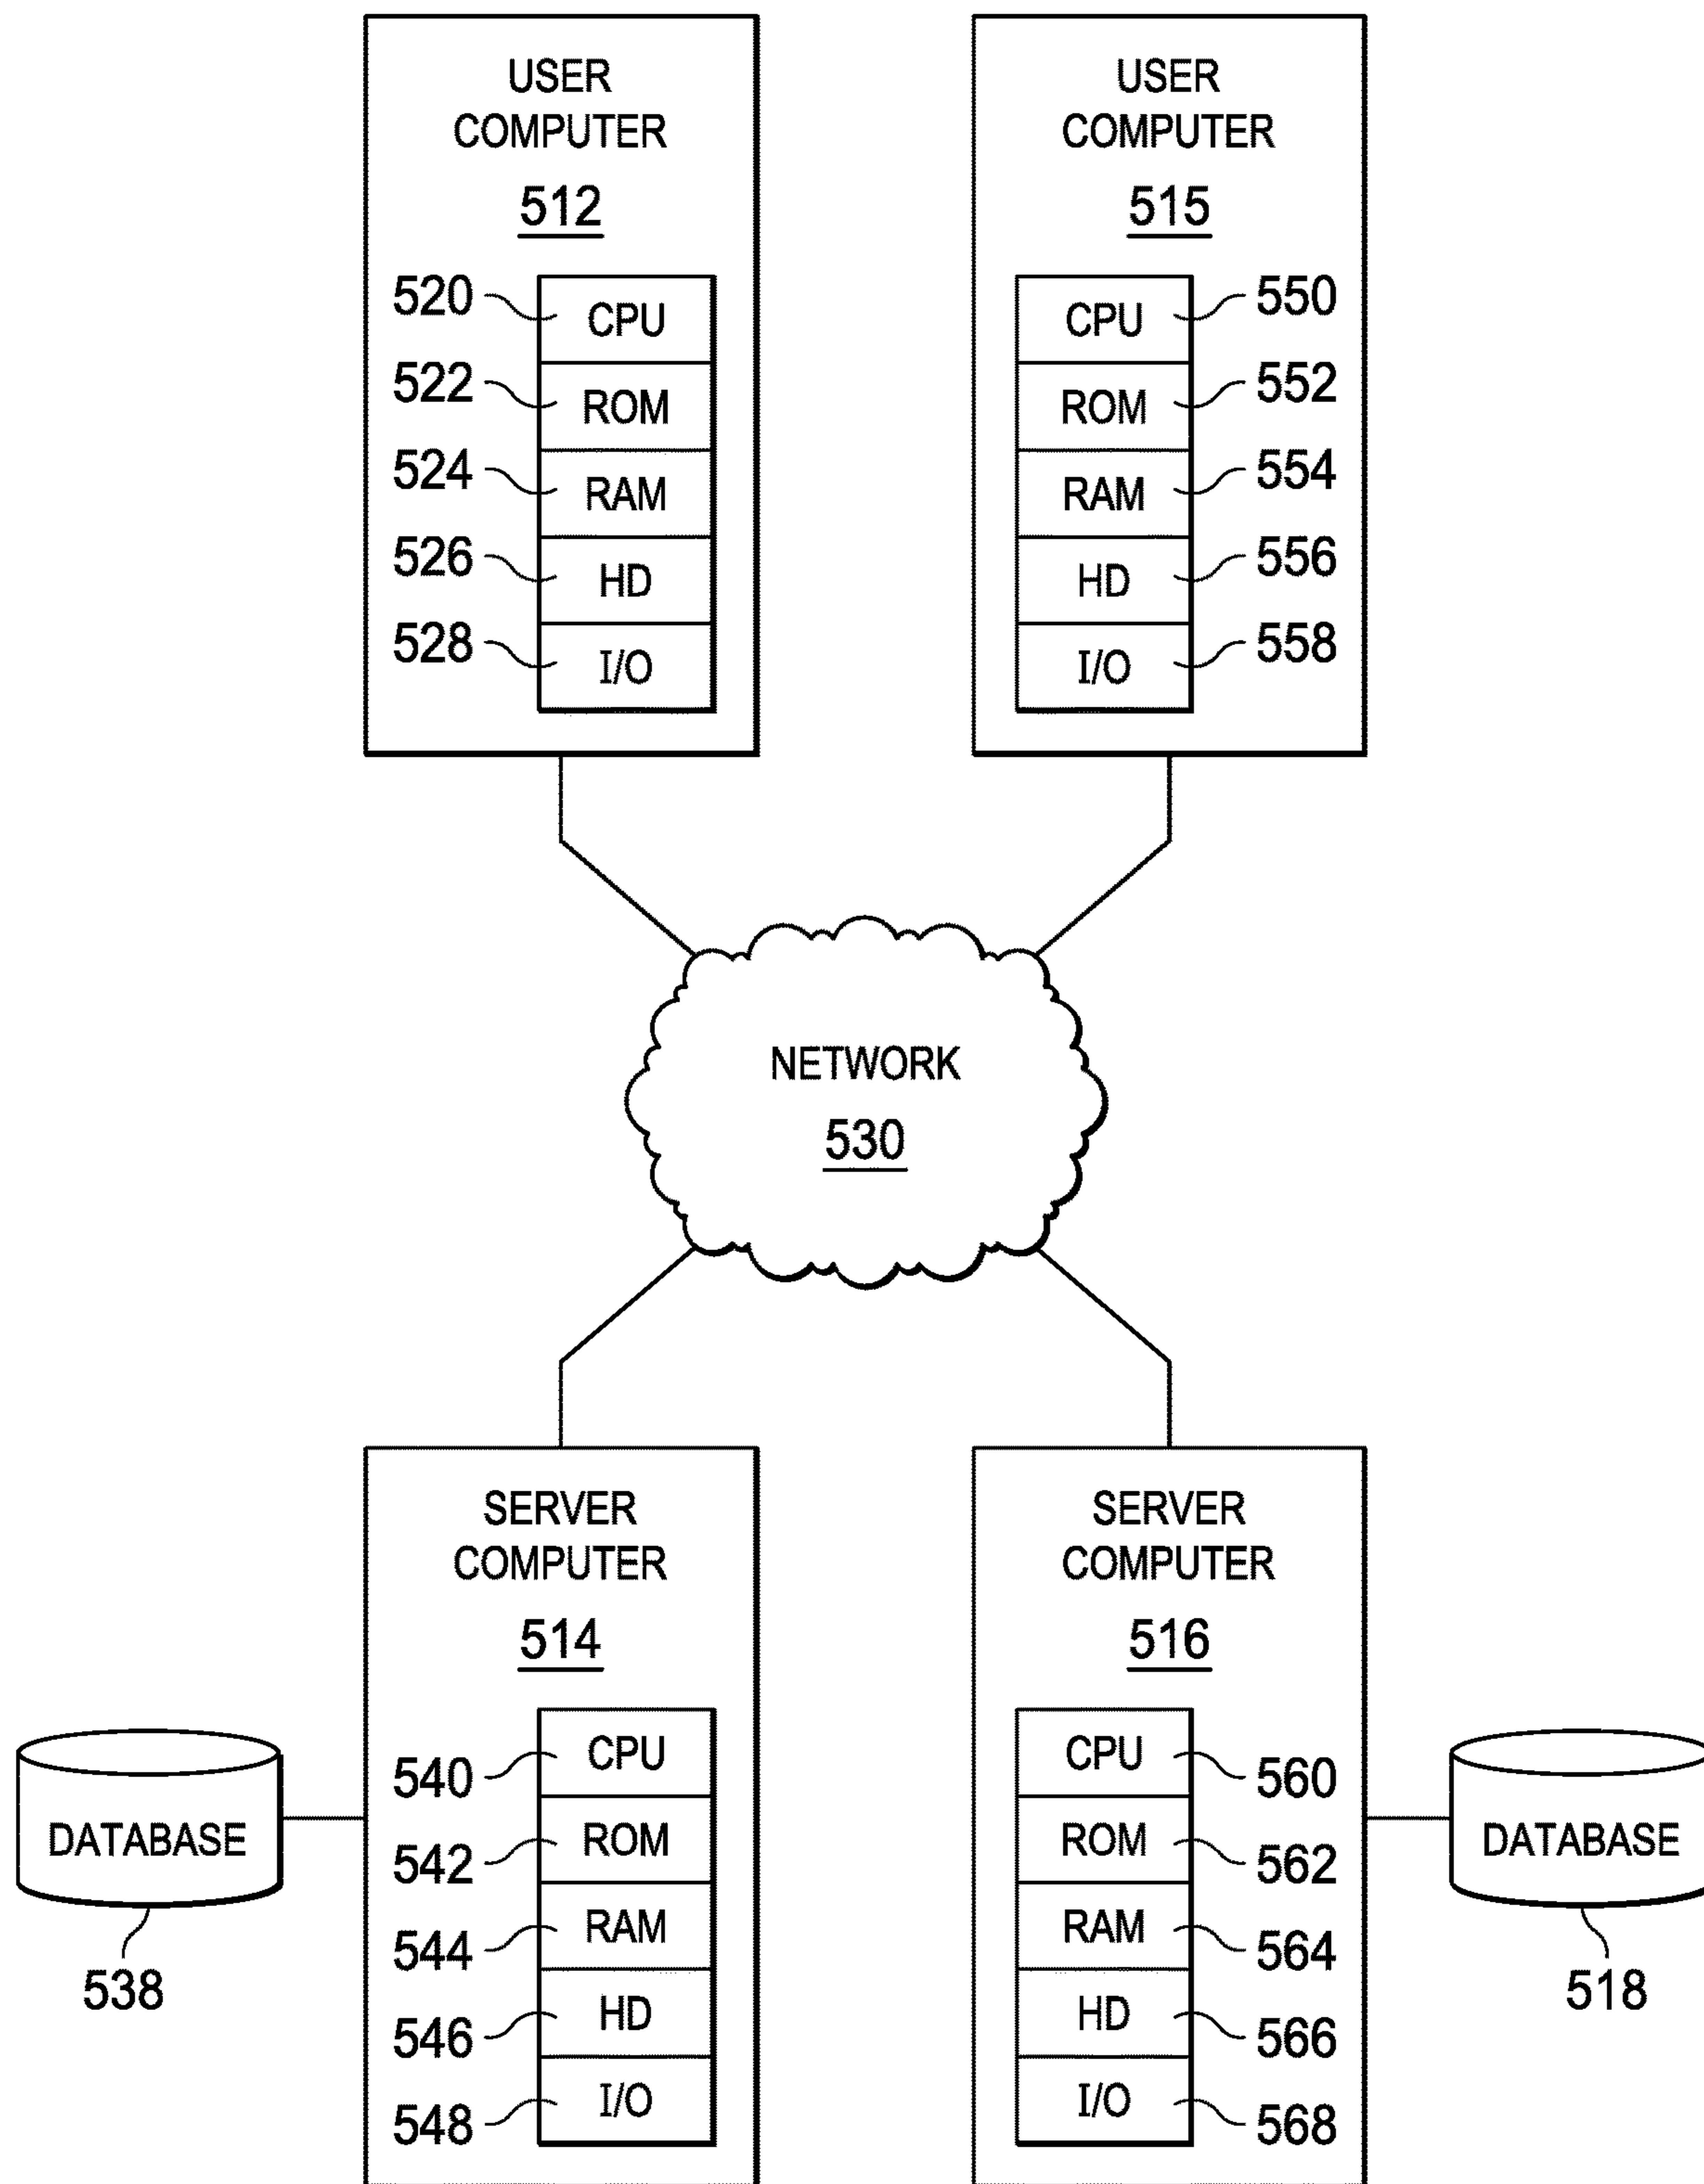 USER
COMPUTER
512
520
CPU
522
ROM
524
RAM
526
HD
528
I/O
USER
COMPUTER
515
CPU
550
ROM
552
RAM
554
HD
556
I/O
558
NETWORK
530
SERVER
COMPUTER
514
540
CPU
542
ROM
544
RAM
546
HD
548
I/O
DATABASE
538
SERVER
COMPUTER
516
CPU
560
ROM
562
RAM
564
HD
566
I/O
568
DATABASE
518